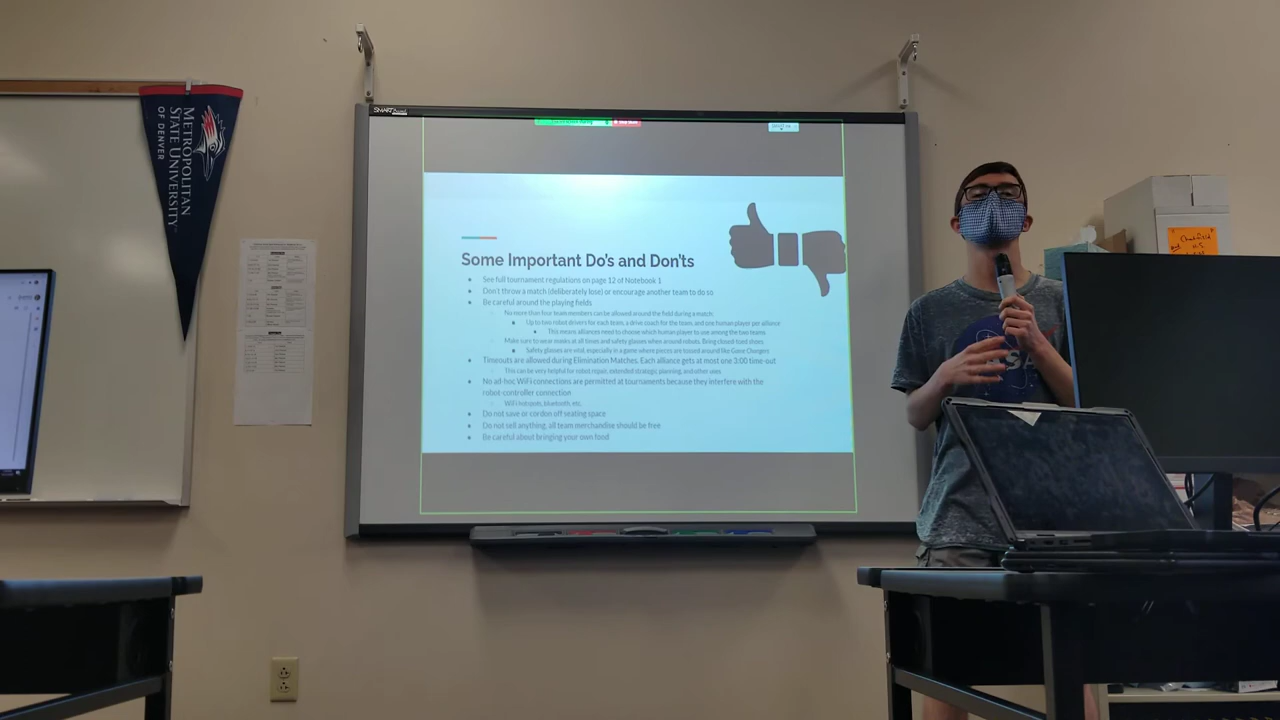 METROPOLITAN
STATE UNIVERSITY
OF DENVER
SMART Board
Some Important Do's and Don'ts
See full tournament regulations on page 12 of Notebook 1
Don't throw a match (deliberately lose) or encourage another team to do so
Be careful around the playing fields
No more than four team members can be allowed around the field during a match.
Up to two robot drivers for each team, a drive coach for the team, and one human player per alliance
This means alliances need to choose which human player to use among the two teams
Make sure to wear masks at all times and safety glasses when around robots. Bring closed-toed shoes.
Safety glasses are vital, especially in a game where pieces are tossed around like Game Changers
Timeouts are allowed during Elimination Matches. Each alliance gets at most one 3:00 time-out
This can be very helpful for robot repair, extended strategic planning, and other uses
No ad-hoc WiFi connections are permitted at tournaments because they interfere with the
robot-controller connection
WiFi hotspots, bluetooth, etc.
Do not save or cordon off seating space
Do not sell anything, all team merchandise should be free
Be careful about bringing your own food
Chatfield
H.S.